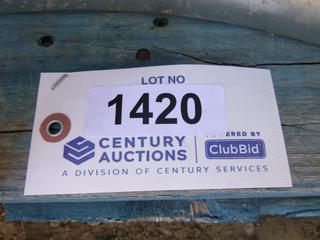 LOT NO
1420
CENTURY
AUCTIONS
POWERED BY
ClubBid
A DIVISION OF CENTURY SERVICES